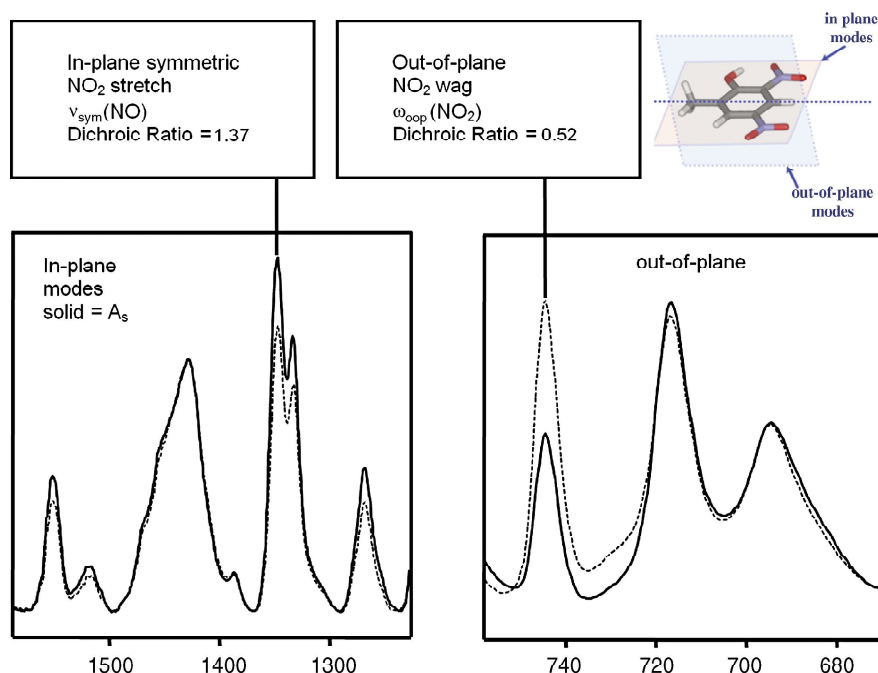 In-plane symmetric
NO₂ stretch
νsym(NO)
Dichroic Ratio =1.37
Out-of-plane
NO₂ wag
ωoop(NO₂)
Dichroic Ratio =0.52
in plane
modes
out-of-plane
modes
In-plane
modes
solid = Aₛ
out-of-plane
1500 1400 1300
740 720 700 680